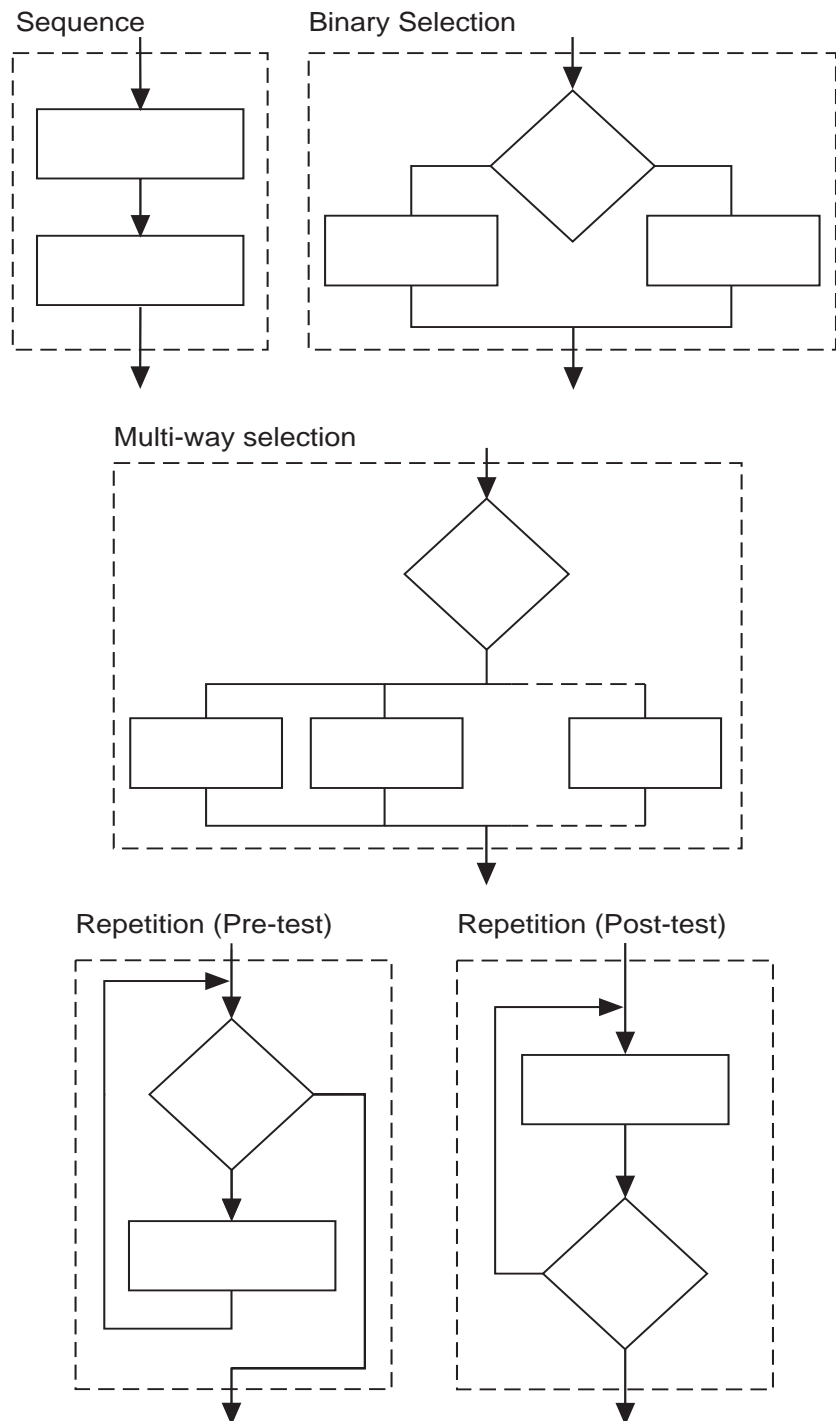 Sequence
Binary Selection
Multi-way selection
Repetition (Pre-test)
Repetition (Post-test)